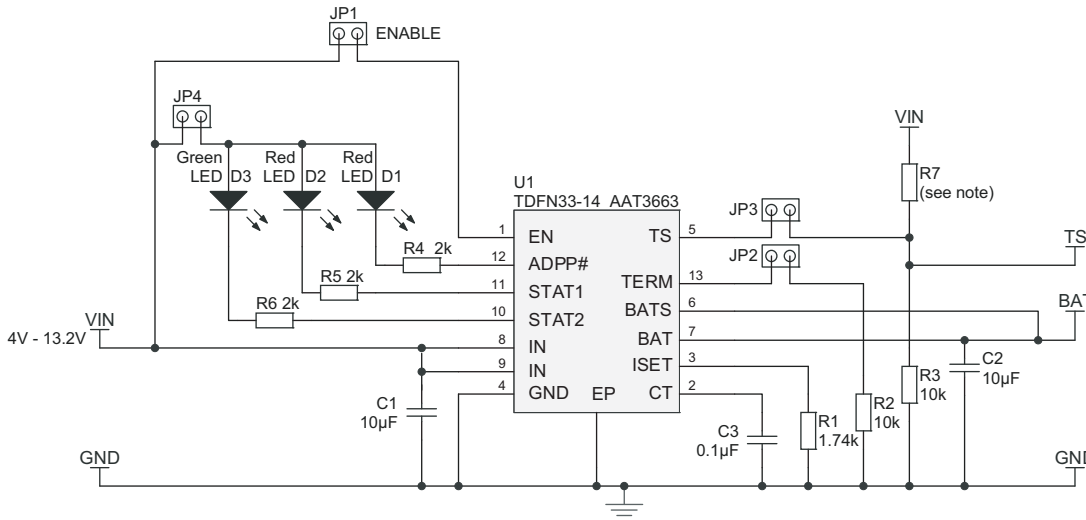 JP1
ENABLE
JP4
Green
LED D3
Red
LED D2
Red
LED D1
VIN
R7
(see note)
U1
TDFN33-14 AAT3663
JP3
JP2
TS
1 EN
12 ADPP#
11 STAT1
10 STAT2
8 IN
9 IN
4 GND
EP
TS 5
TERM 13
BATS 6
BAT 7
ISET 3
CT 2
R4 2k
R5 2k
R6 2k
4V - 13.2V
VIN
BAT
C1
10µF
C2
10µF
R3
10k
R2
10k
R1
1.74k
C3
0.1µF
GND
GND